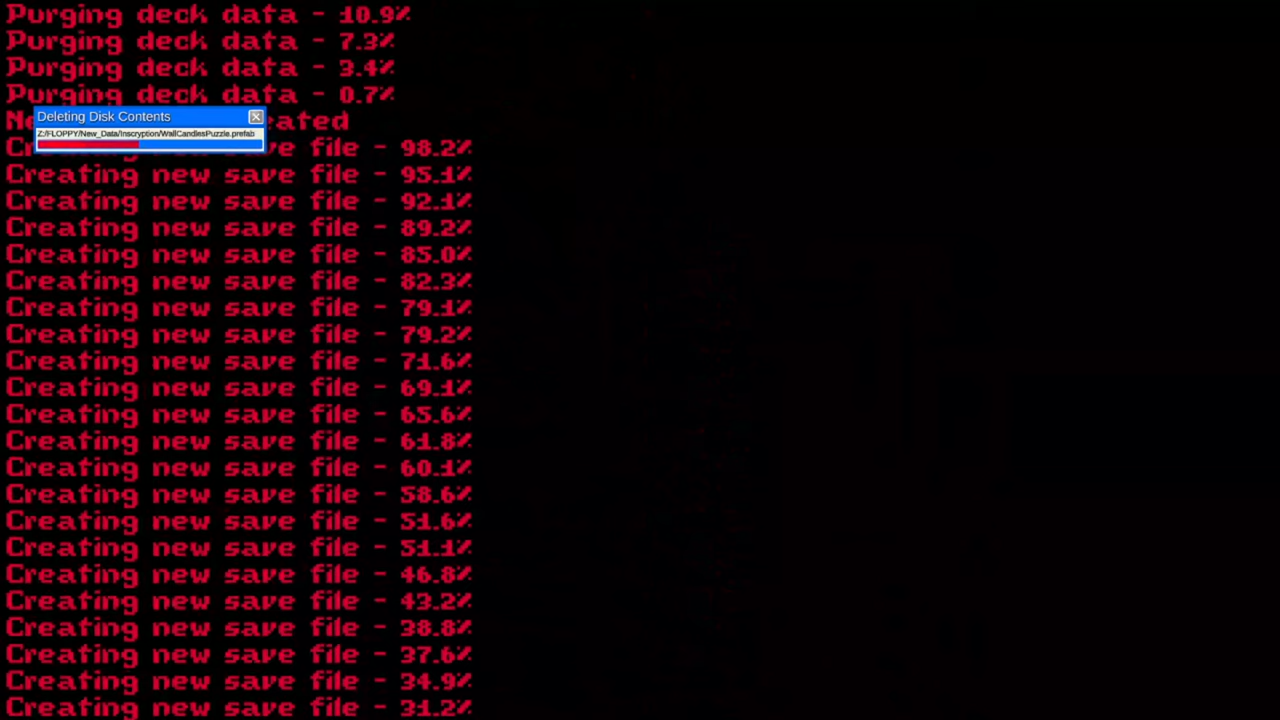 Purging deck data - 10.9%
Purging deck data - 7.3%
Purging deck data - 3.4%
Purging deck data - 0.7%
Deleting Disk Contents
Z:/FLOPPY/New_Data/Inscryption/WallCandlesPuzzle.prefab
Creating new save file - 98.2%
Creating new save file - 95.1%
Creating new save file - 92.1%
Creating new save file - 89.2%
Creating new save file - 85.0%
Creating new save file - 82.3%
Creating new save file - 79.1%
Creating new save file - 79.2%
Creating new save file - 71.6%
Creating new save file - 69.1%
Creating new save file - 65.6%
Creating new save file - 61.8%
Creating new save file - 60.1%
Creating new save file - 58.6%
Creating new save file - 51.6%
Creating new save file - 51.1%
Creating new save file - 46.8%
Creating new save file - 43.2%
Creating new save file - 38.8%
Creating new save file - 37.6%
Creating new save file - 34.9%
Creating new save file - 31.2%